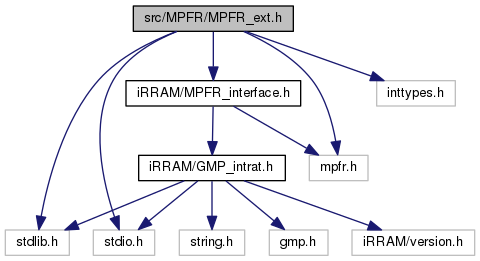 src/MPFR/MPFR_ext.h
iRRAM/MPFR_interface.h
inttypes.h
iRRAM/GMP_intrat.h
mpfr.h
stdlib.h
stdio.h
string.h
gmp.h
iRRAM/version.h